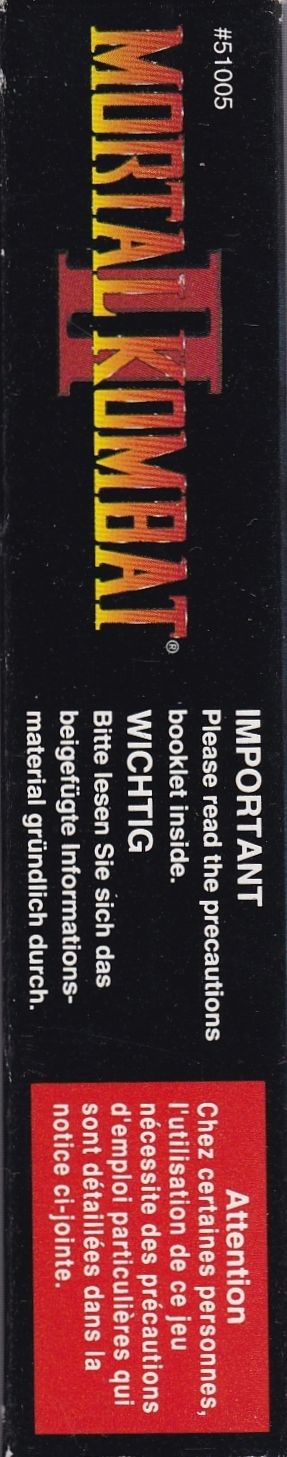 #51005
MORTAL KOMBAT®
II
IMPORTANT
Please read the precautions
booklet inside.
WICHTIG
Bitte lesen Sie sich das
beigefügte Informations-
material gründlich durch.
Attention
Chez certaines personnes,
l'utilisation de ce jeu
nécessite des précautions
d'emploi particulières qui
sont détaillées dans la
notice ci-jointe.